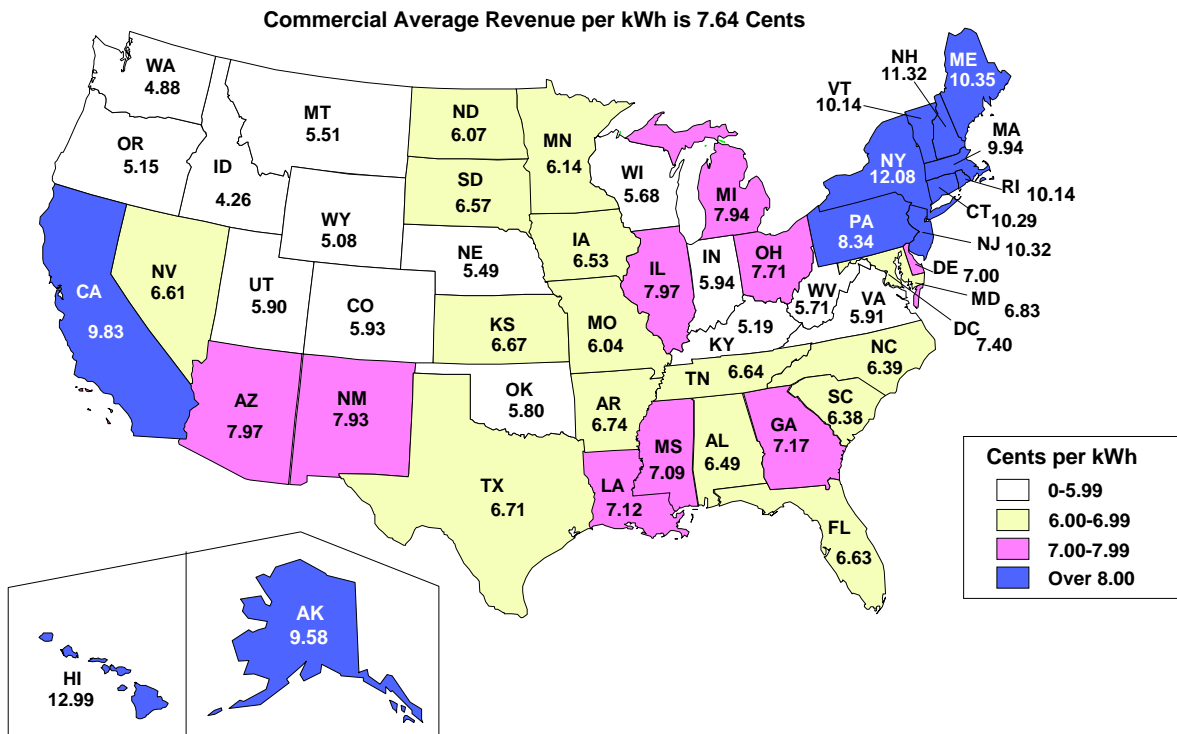 Commercial Average Revenue per kWh is 7.64 Cents
WA
4.88
OR
5.15
ID
4.26
MT
5.51
WY
5.08
CA
9.83
NV
6.61
UT
5.90
CO
5.93
AZ
7.97
NM
7.93
ND
6.07
SD
6.57
NE
5.49
KS
6.67
OK
5.80
TX
6.71
MN
6.14
IA
6.53
MO
6.04
AR
6.74
LA
7.12
WI
5.68
IL
7.97
MI
7.94
IN
5.94
OH
7.71
KY
5.19
TN 6.64
MS
7.09
AL
6.49
GA
7.17
FL
6.63
SC
6.38
NC
6.39
VA
5.91
WV
5.71
PA
8.34
NY
12.08
VT
10.14
NH
11.32
ME
10.35
MA
9.94
RI 10.14
CT 10.29
NJ 10.32
DE
7.00
MD
6.83
DC
7.40
AK
9.58
HI
12.99
Cents per kWh
0-5.99
6.00-6.99
7.00-7.99
Over 8.00